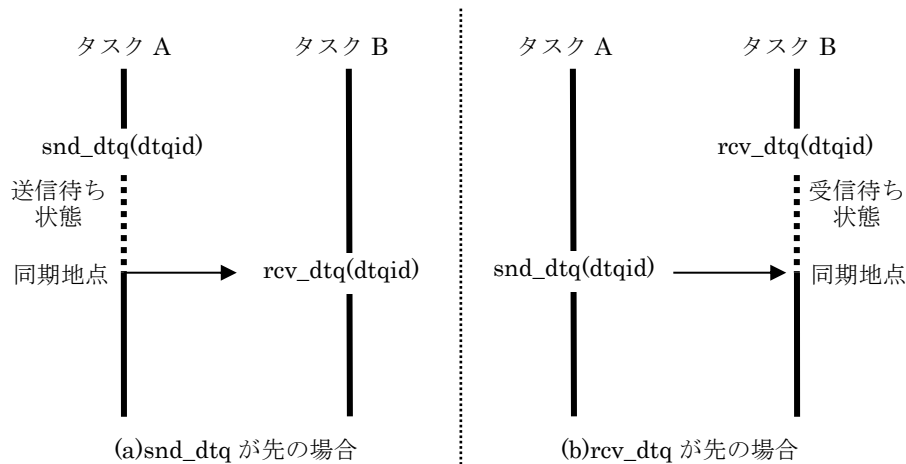 タスク A
タスク B
snd_dtq(dtqid)
送信待ち
状態
同期地点
rcv_dtq(dtqid)
(a)snd_dtq が先の場合
タスク A
タスク B
rcv_dtq(dtqid)
受信待ち
状態
snd_dtq(dtqid)
同期地点
(b)rcv_dtq が先の場合